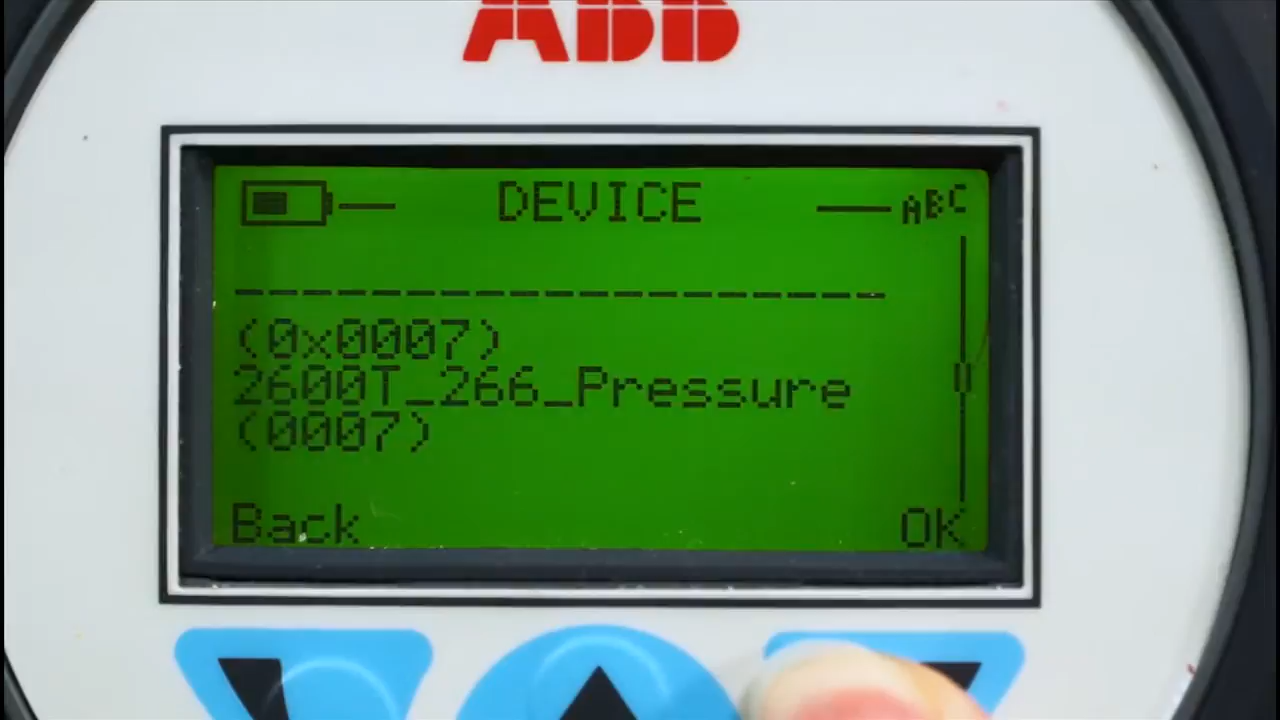 ABB
DEVICE ABC
(0x0007)
2600T_266_Pressure
(0007)
Back OK